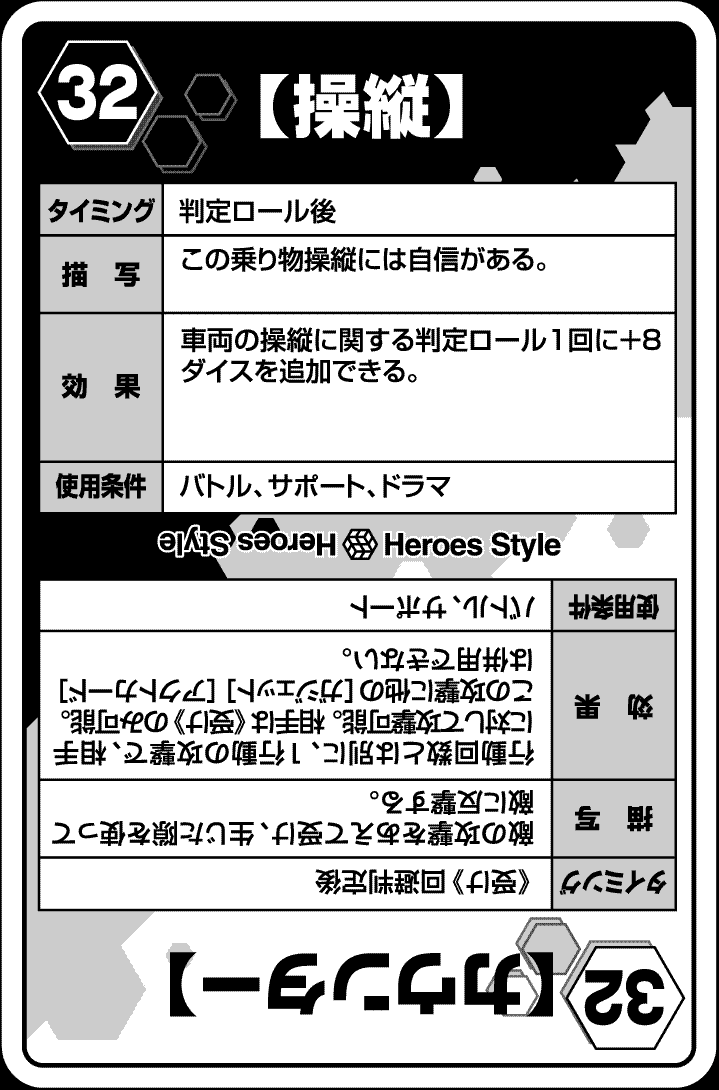 32
【操縦】
タイミング 判定ロール後
描 写 この乗り物操縦には自信がある。
効 果 車両の操縦に関する判定ロール1回に+8
ダイスを追加できる。
使用条件 バトル、サポート、ドラマ
Heroes Style
Heroes Style
32
【カウンター】
タイミング 《受け》回避判定後
描 写 敵の攻撃をあえて受け、生じた隙を使って
敵に反撃する。
効 果 行動回数とは別に、1行動の攻撃で、相手
に対して攻撃可能。相手は《受け》のみ可能。
この攻撃に他の[ガジェット][アクトカード]
は併用できない。
使用条件 バトル、サポート